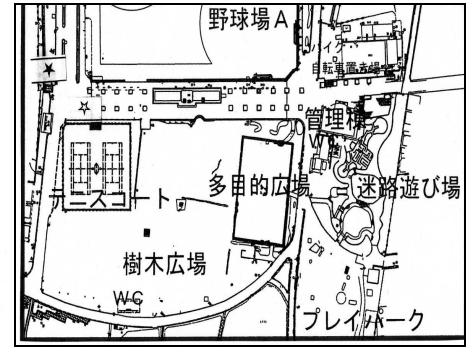 野球場A
バイク
自転車置き場
管理棟
WC
多目的広場
迷路遊び場
テニスコート
樹木広場
WC
プレイパーク